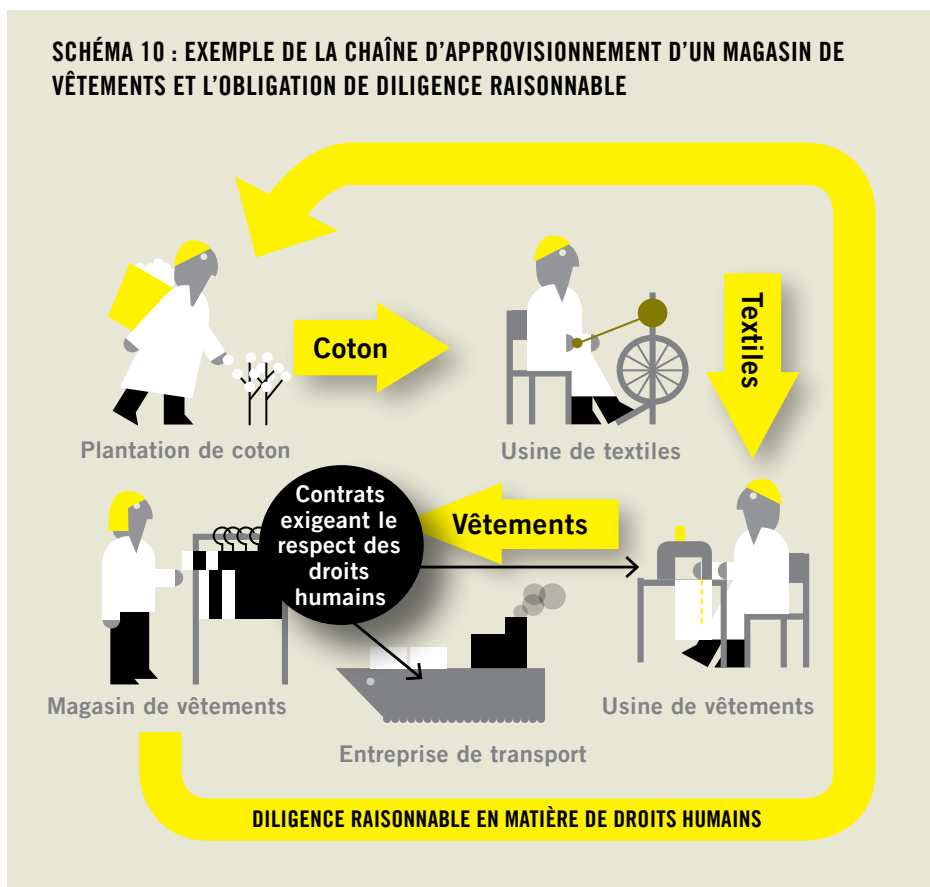 SCHÉMA 10 : EXEMPLE DE LA CHAÎNE D'APPROVISIONNEMENT D'UN MAGASIN DE
VÊTEMENTS ET L'OBLIGATION DE DILIGENCE RAISONNABLE
Coton
Textiles
Plantation de coton
Usine de textiles
Contrats
exigeant le
respect des
droits
humains
Vêtements
Magasin de vêtements
Usine de vêtements
Entreprise de transport
DILIGENCE RAISONNABLE EN MATIÈRE DE DROITS HUMAINS